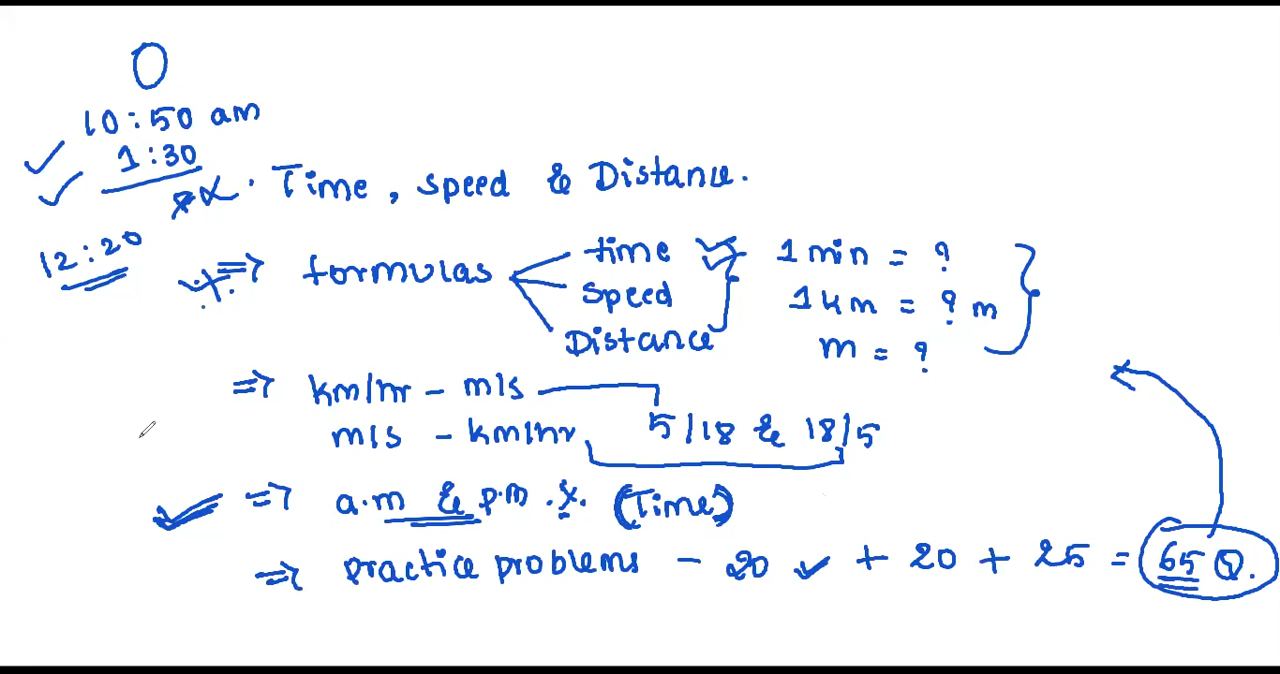 0
10:50 am
1:30
Time, speed & Distance.
12:20
formulas
time
speed
Distance
1 min = ?
1 km = ? m
m = ?
⇒ km/hr - m/s
m/s - km/hr
5/18 & 18/5
⇒ a.m & p.m. (Time)
⇒ practice problems - 20 ✓ + 20 + 25 = 65 Q.